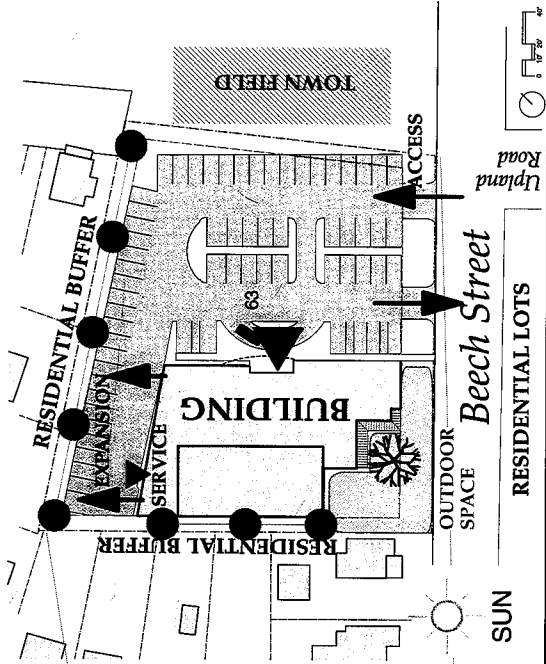 TOWN FIELD
ACCESS
Upland
Road
0 10' 20' 40'
RESIDENTIAL BUFFER
63
Beech Street
EXPANSION
BUILDING
SERVICE
RESIDENTIAL BUFFER
OUTDOOR
SPACE
RESIDENTIAL LOTS
SUN